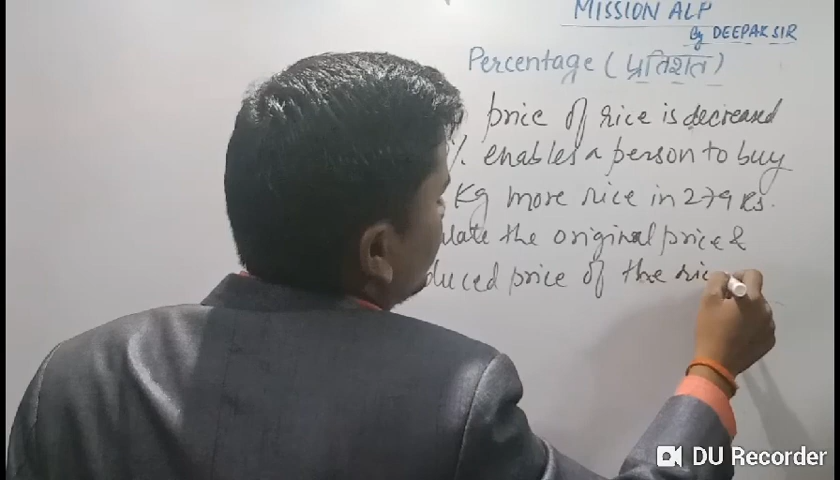 MISSION ALP
By DEEPAK SIR
Percentage (प्रतिशत)
price of rice is decreased
% enables a person to buy
Kg more rice in 279 Rs.
late the original price &
duced price of the ric
DU Recorder